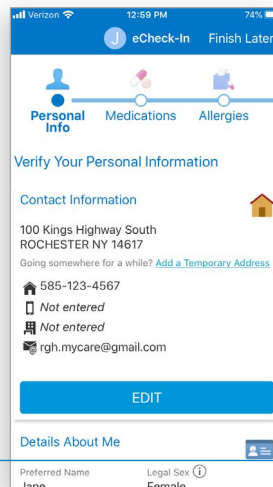 Verizon 12:59 PM 74%
J eCheck-In Finish Later
Personal Info Medications Allergies
Verify Your Personal Information
Contact Information
100 Kings Highway South
ROCHESTER NY 14617
Going somewhere for a while? Add a Temporary Address
585-123-4567
Not entered
Not entered
rgh.mycare@gmail.com
EDIT
Details About Me
Preferred Name Legal Sex
Jane Female